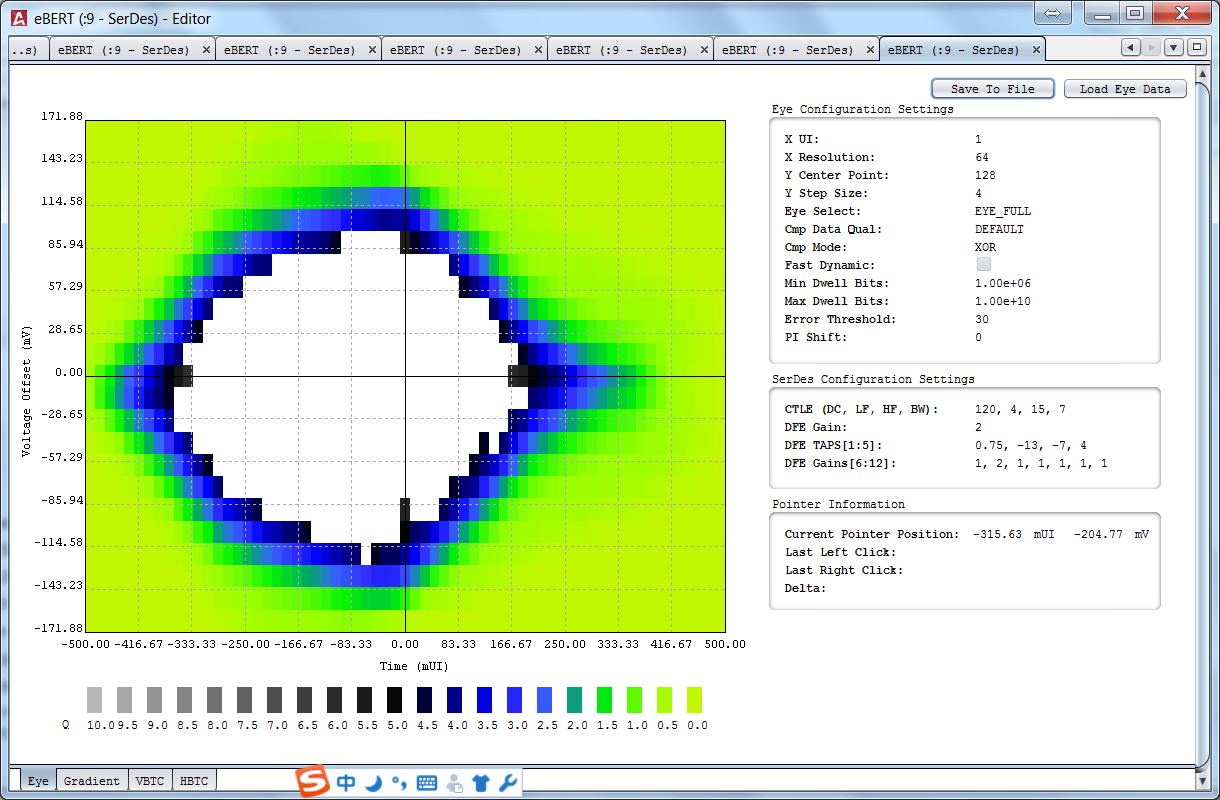 A eBERT (:9 - SerDes) - Editor
..s) eBERT (:9 - SerDes) × eBERT (:9 - SerDes) × eBERT (:9 - SerDes) × eBERT (:9 - SerDes) × eBERT (:9 - SerDes) × eBERT (:9 - SerDes) ×
Save To File Load Eye Data
171.88
143.23
114.58
85.94
57.29
28.65
0.00
-28.65
-57.29
-85.94
-114.58
-143.23
-171.88
Voltage Offset (mV)
-500.00 -416.67 -333.33 -250.00 -166.67 -83.33 0.00 83.33 166.67 250.00 333.33 416.67 500.00
Time (mUI)
Q 10.0 9.5 9.0 8.5 8.0 7.5 7.0 6.5 6.0 5.5 5.0 4.5 4.0 3.5 3.0 2.5 2.0 1.5 1.0 0.5 0.0
Eye Configuration Settings
X UI: 1
X Resolution: 64
Y Center Point: 128
Y Step Size: 4
Eye Select: EYE_FULL
Cmp Data Qual: DEFAULT
Cmp Mode: XOR
Fast Dynamic:
Min Dwell Bits: 1.00e+06
Max Dwell Bits: 1.00e+10
Error Threshold: 30
PI Shift: 0
SerDes Configuration Settings
CTLE (DC, LF, HF, BW): 120, 4, 15, 7
DFE Gain: 2
DFE TAPS[1:5]: 0.75, -13, -7, 4
DFE Gains[6:12]: 1, 2, 1, 1, 1, 1, 1
Pointer Information
Current Pointer Position: -315.63 mUI -204.77 mV
Last Left Click:
Last Right Click:
Delta:
Eye Gradient VBTC HBTC
S 中